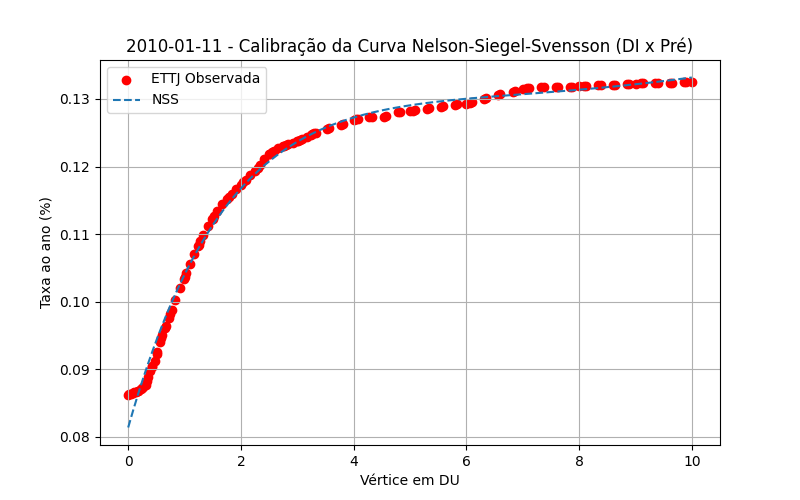 2010-01-11 - Calibração da Curva Nelson-Siegel-Svensson (DI x Pré)
ETTJ Observada
NSS
Taxa ao ano (%)
0.13
0.12
0.11
0.10
0.09
0.08
0 2 4 6 8 10
Vértice em DU